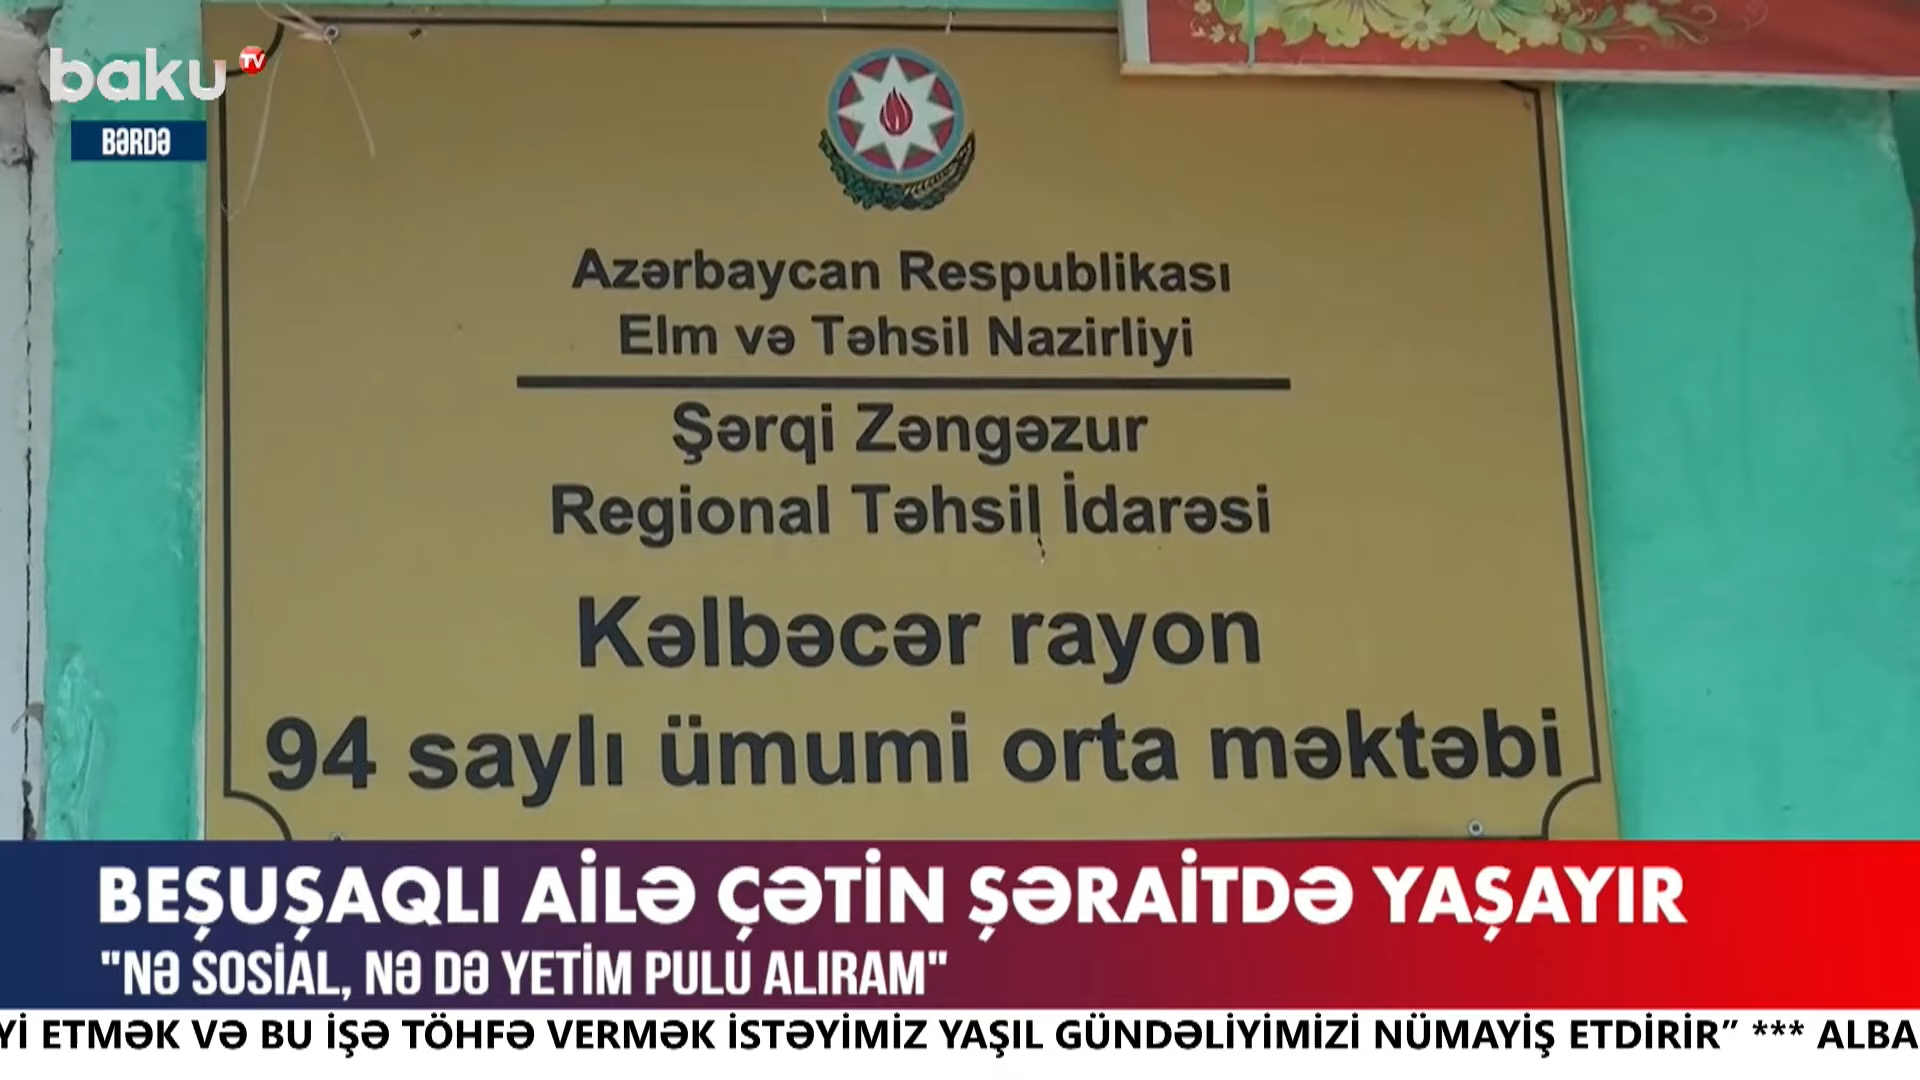 baku TV
BƏRDƏ
Azərbaycan Respublikası
Elm və Təhsil Nazirliyi
Şərqi Zəngəzur
Regional Təhsil İdarəsi
Kəlbəcər rayon
94 saylı ümumi orta məktəbi
BEŞUŞAQLI AİLƏ ÇƏTİN ŞƏRAİTDƏ YAŞAYIR
"NƏ SOSİAL, NƏ DƏ YETİM PULU ALIRAM"
Yİ ETMƏK VƏ BU İŞƏ TÖHFƏ VERMƏK İSTƏYİMİZ YAŞIL GÜNDƏLİYİMİZİ NÜMAYİŞ ETDİRİR” *** ALBA